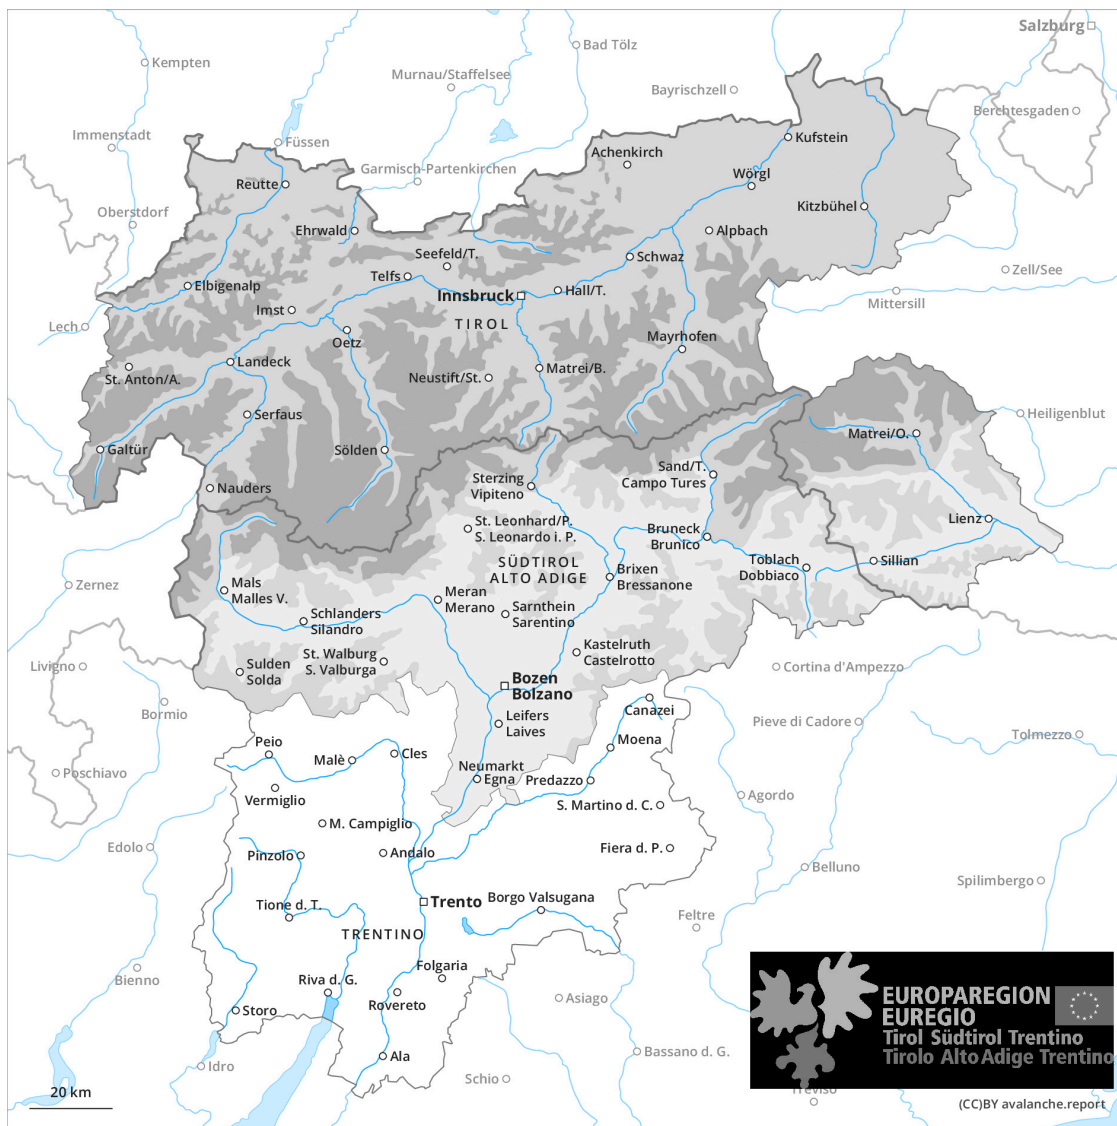 Salzburg
Kempten
Bad Tölz
Murnau/Staffelsee
Bayrischzell
Berchtesgaden
Immenstadt
Füssen
Kufstein
Achenkirch
Garmisch-Partenkirchen
Wörgl
Reutte
Oberstdorf
Kitzbühel
Ehrwald
Alpbach
Seefeld/T.
Schwaz
Telfs
Zell/See
Elbigenalp
Innsbruck
Hall/T.
Mittersill
Imst
Lech
TIROL
Oetz
Mayrhofen
Landeck
Matrei/B.
St. Anton/A.
Neustift/St.
Serfaus
Heiligenblut
Matrei/O.
Galtür
Sölden
Sand/T.
Campo Tures
Sterzing
Vipiteno
Nauders
Lienz
St. Leonhard/P.
S. Leonardo i. P.
Bruneck
Brunico
SÜDTIROL
ALTO ADIGE
Toblach
Dobbiaco
Sillian
Brixen
Bressanone
Zernez
Mals
Malles V.
Meran
Merano
Sarnthein
Sarentino
Schlanders
Silandro
Kastelruth
Castelrotto
St. Walburg
S. Valburga
Livigno
Sulden
Solda
Cortina d'Ampezzo
Bozen
Bolzano
Bormio
Canazei
Leifers
Laives
Pieve di Cadore
Tolmezzo
Moena
Peio
Cles
Malè
Poschiavo
Neumarkt
Egna
Predazzo
Vermiglio
S. Martino d. C.
Agordo
M. Campiglio
Edolo
Pinzolo
Andalo
Fiera d. P.
Belluno
Spilimbergo
Trento
Borgo Valsugana
Tione d. T.
Feltre
TRENTINO
Bienno
Folgaria
Riva d. G.
Rovereto
Asiago
Storo
EUROPAREGION
EUREGIO
Tirol Südtirol Trentino
Tirolo Alto Adige Trentino
Ala
Bassano d. G.
Idro
Schio
20 km
Treviso
(CC)BY avalanche.report